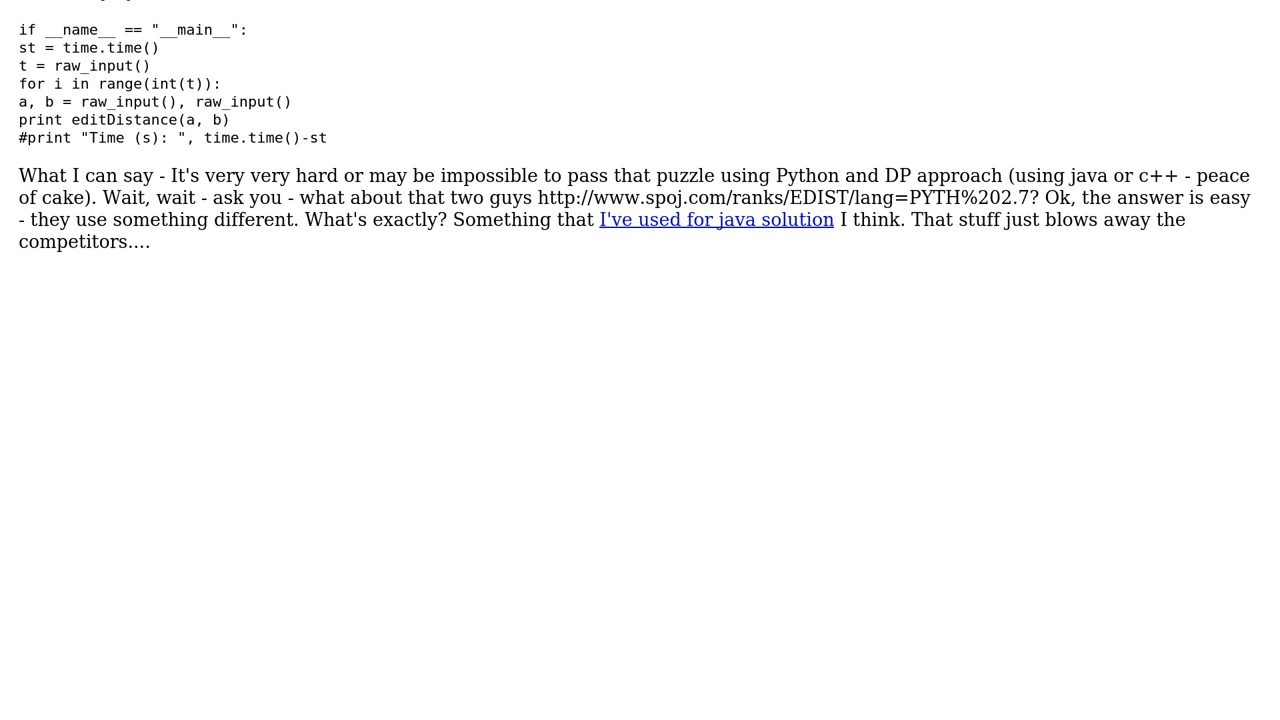 if __name__ == "__main__":
st = time.time()
t = raw_input()
for i in range(int(t)):
a, b = raw_input(), raw_input()
print editDistance(a, b)
#print "Time (s): ", time.time()-st
What I can say - It's very very hard or may be impossible to pass that puzzle using Python and DP approach (using java or c++ - peace
of cake). Wait, wait - ask you - what about that two guys http://www.spoj.com/ranks/EDIST/lang=PYTH%202.7? Ok, the answer is easy
- they use something different. What's exactly? Something that I've used for java solution I think. That stuff just blows away the
competitors....